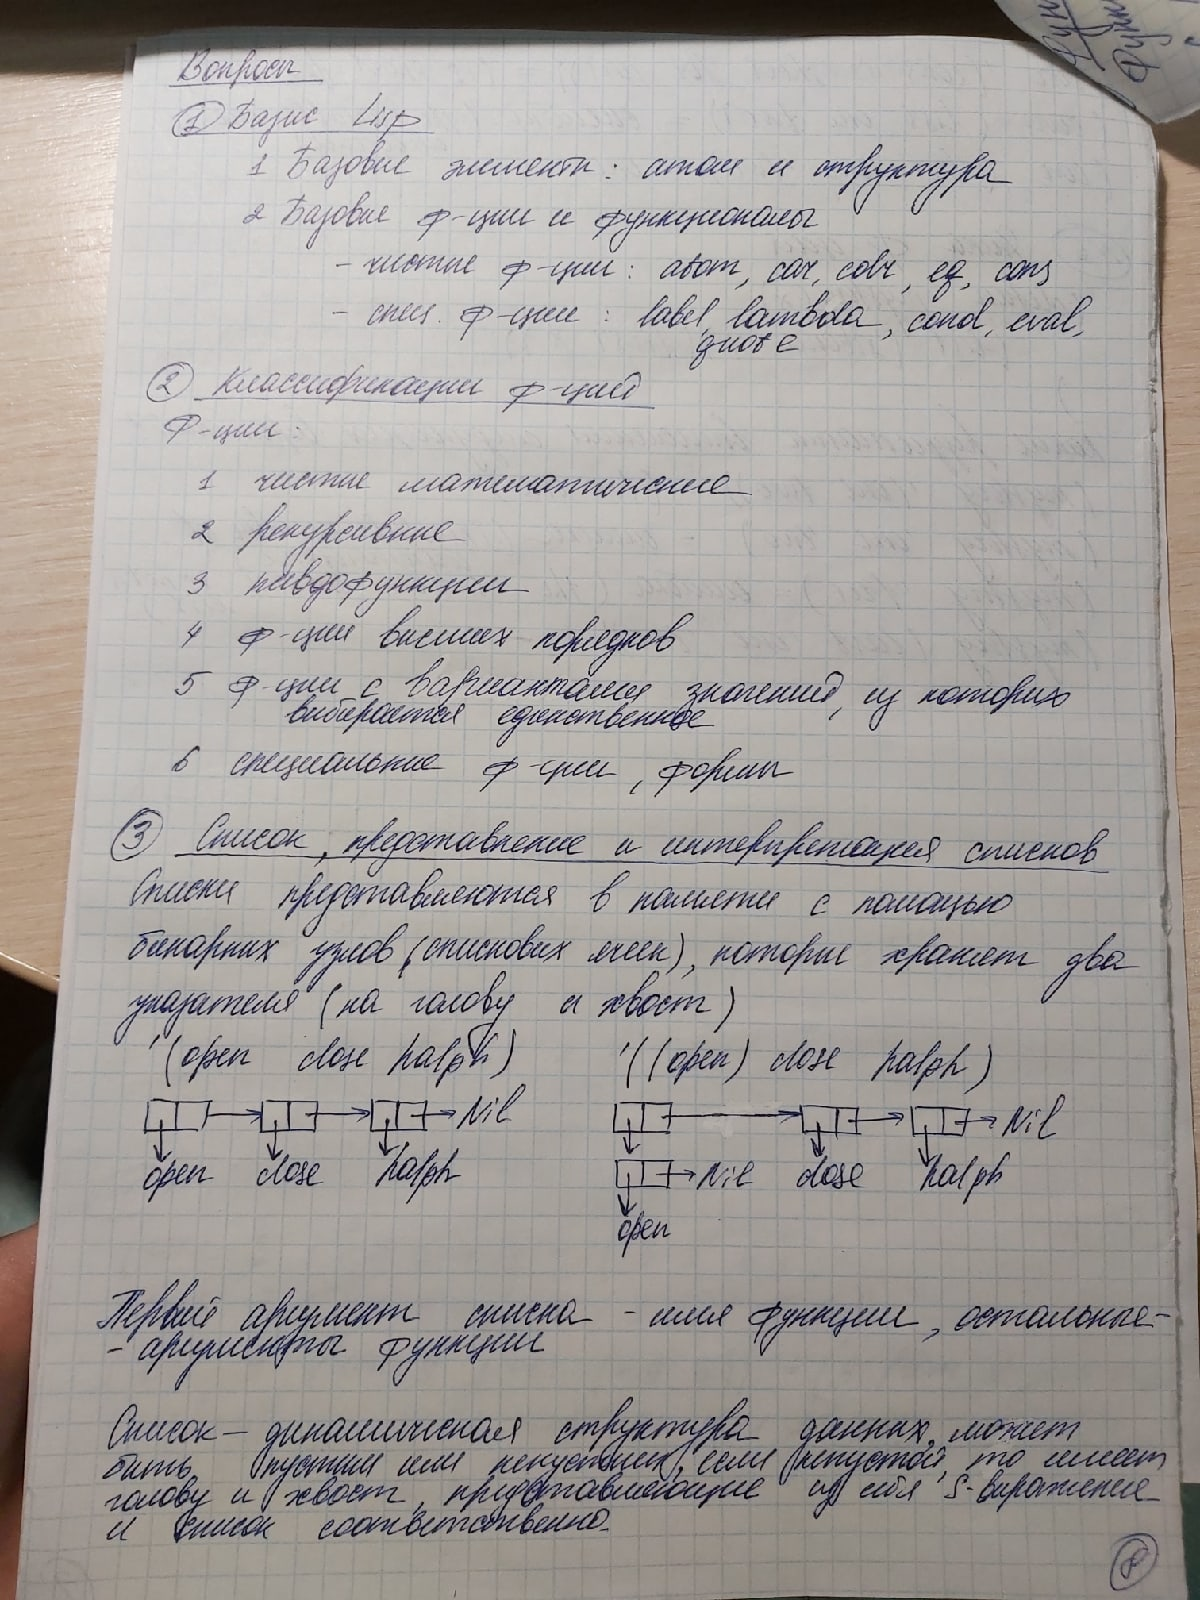 Вопросы
① Базис Lisp
1 Базовые элементы: атом и структура
2 Базовые ф-ции и функционалы
- чистые ф-ции: atom, car, cdr, eq, cons
- спец. ф-ции: label, lambda, cond, eval,
quote
② Классификации ф-ций
Ф-ции:
1 чистые математические
2 рекурсивные
3 псевдофункции
4 ф-ции высших порядков
5 ф-ции с вариантами значений, из которых
выбирается единственное
6 специальные ф-ции, формы
③ Список, представление и интерпретация списков
Списки представляются в памяти с помощью
бинарных узлов (списковых ячеек), которые хранят два
указателя (на голову и хвост)
'(open close halph) '((open) close halph)
Nil Nil
open close halph Nil close halph
open
Первый аргумент списка - имя функции, остальные -
- аргументы функции
Список - динамическая структура данных, может
быть пустым или непустым, если непустой, то имеет
голову и хвост, представляющие из себя S-выражение
и список соответственно.
8